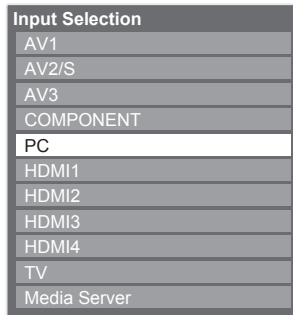 Input Selection
AV1
AV2/S
AV3
COMPONENT
PC
HDMI1
HDMI2
HDMI3
HDMI4
TV
Media Server